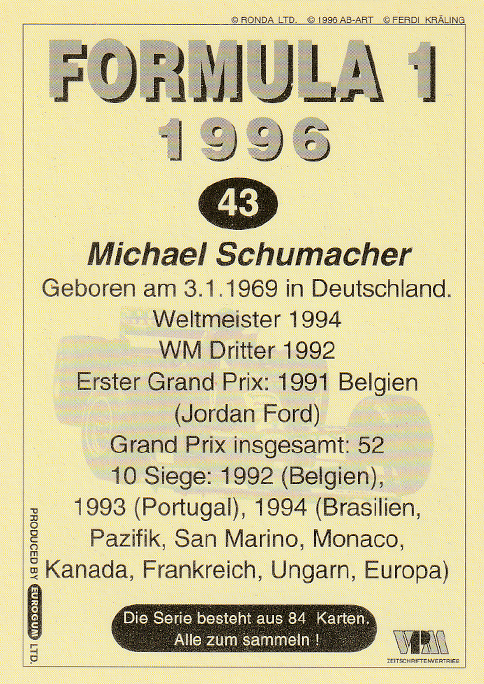 © RONDA LTD. © 1996 AB-ART © FERDI KRÄLING
FORMULA 1
1996
43
Michael Schumacher
Geboren am 3.1.1969 in Deutschland.
Weltmeister 1994
WM Dritter 1992
Erster Grand Prix: 1991 Belgien
(Jordan Ford)
Grand Prix insgesamt: 52
10 Siege: 1992 (Belgien),
1993 (Portugal), 1994 (Brasilien,
Pazifik, San Marino, Monaco,
Kanada, Frankreich, Ungarn, Europa)
PRODUCED BY EUROGUM LTD.
Die Serie besteht aus 84 Karten.
Alle zum sammeln !
VPM
ZEITSCHRIFTENVERTRIEB